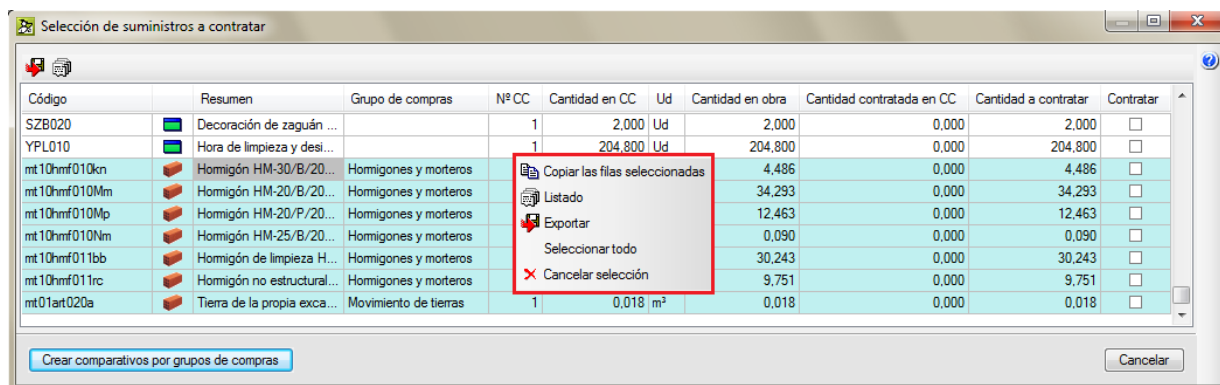 Selección de suministros a contratar
Código Resumen Grupo de compras Nº CC Cantidad en CC Ud Cantidad en obra Cantidad contratada en CC Cantidad a contratar Contratar
SZB020 Decoración de zaguán ... 1 2,000 Ud 2,000 0,000 2,000
YPL010 Hora de limpieza y desi... 1 204,800 Ud 204,800 0,000 204,800
mt10hmf010kn Hormigón HM-30/B/20... Hormigones y morteros 4,486 0,000 4,486
Copiar las filas seleccionadas
mt10hmf010Mm Hormigón HM-20/B/20... Hormigones y morteros 34,293 0,000 34,293
Listado
mt10hmf010Mp Hormigón HM-20/P/20... Hormigones y morteros 12,463 0,000 12,463
Exportar
mt10hmf010Nm Hormigón HM-25/B/20... Hormigones y morteros 0,090 0,000 0,090
Seleccionar todo
mt10hmf011bb Hormigón de limpieza H... Hormigones y morteros 30,243 0,000 30,243
Cancelar selección
mt10hmf011rc Hormigón no estructural... Hormigones y morteros 9,751 0,000 9,751
mt01art020a Tierra de la propia exca... Movimiento de tierras 1 0,018 m³ 0,018 0,000 0,018
Crear comparativos por grupos de compras Cancelar